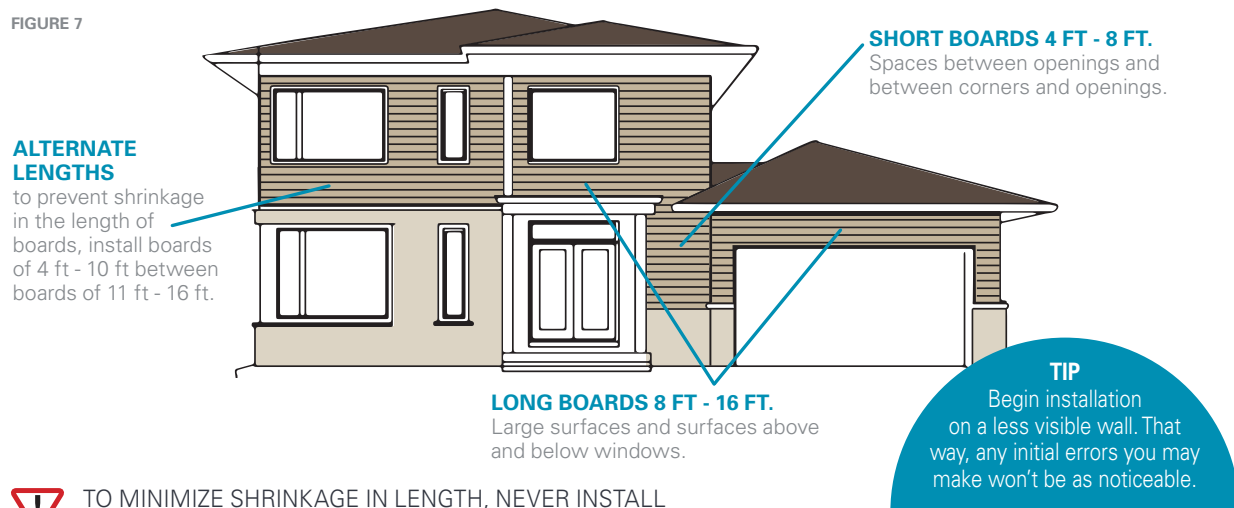 FIGURE 7
SHORT BOARDS 4 FT - 8 FT.
Spaces between openings and
between corners and openings.
ALTERNATE
LENGTHS
to prevent shrinkage
in the length of
boards, install boards
of 4 ft - 10 ft between
boards of 11 ft - 16 ft.
LONG BOARDS 8 FT - 16 FT.
Large surfaces and surfaces above
and below windows.
TIP
Begin installation
on a less visible wall. That
way, any initial errors you may
make won't be as noticeable.
TO MINIMIZE SHRINKAGE IN LENGTH, NEVER INSTALL